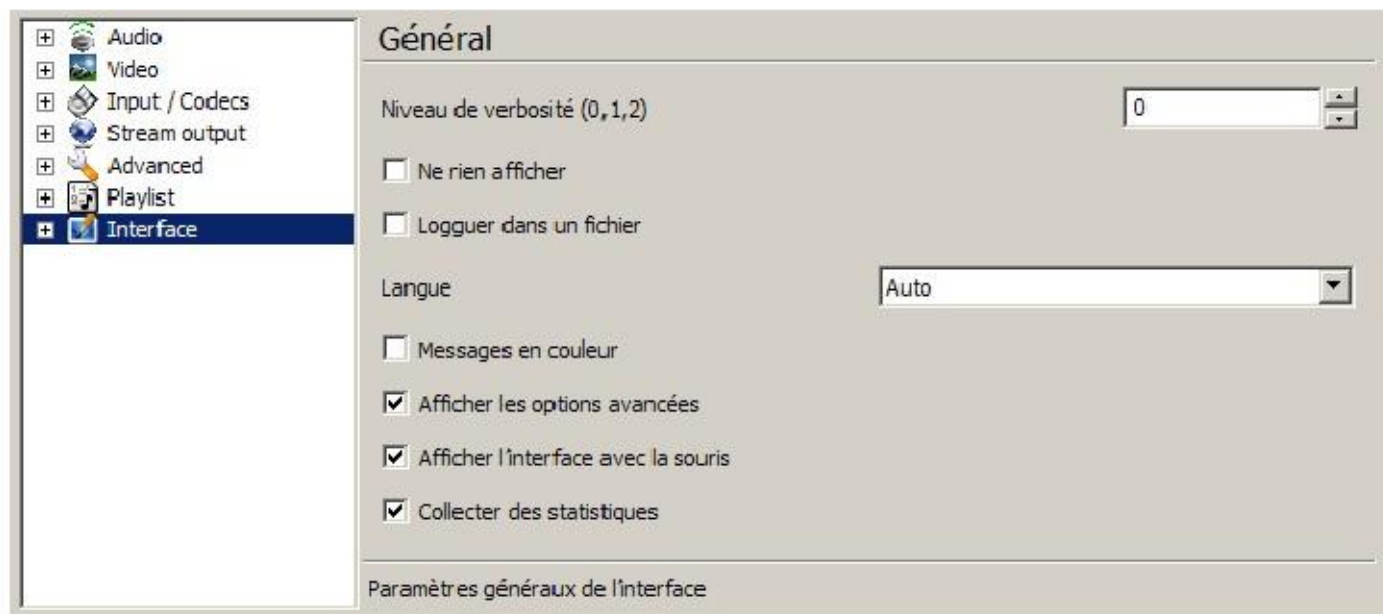 Audio
Video
Input / Codecs
Stream output
Advanced
Playlist
Interface
Général
Niveau de verbosité (0,1,2)
0
Ne rien afficher
Logguer dans un fichier
Langue
Auto
Messages en couleur
Afficher les options avancées
Afficher l'interface avec la souris
Collecter des statistiques
Paramètres généraux de l'interface